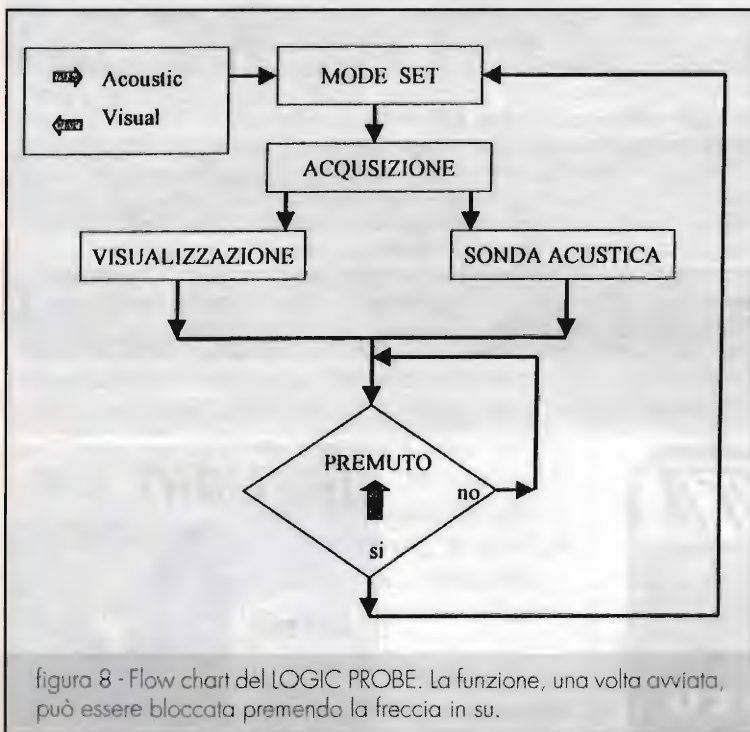 Acoustic
Visual
MODE SET
ACQUSIZIONE
VISUALIZZAZIONE
SONDA ACUSTICA
PREMUTO
no
si
figura 8 - Flow chart del LOGIC PROBE. La funzione, una volta avviata,
può essere bloccata premendo la freccia in su.